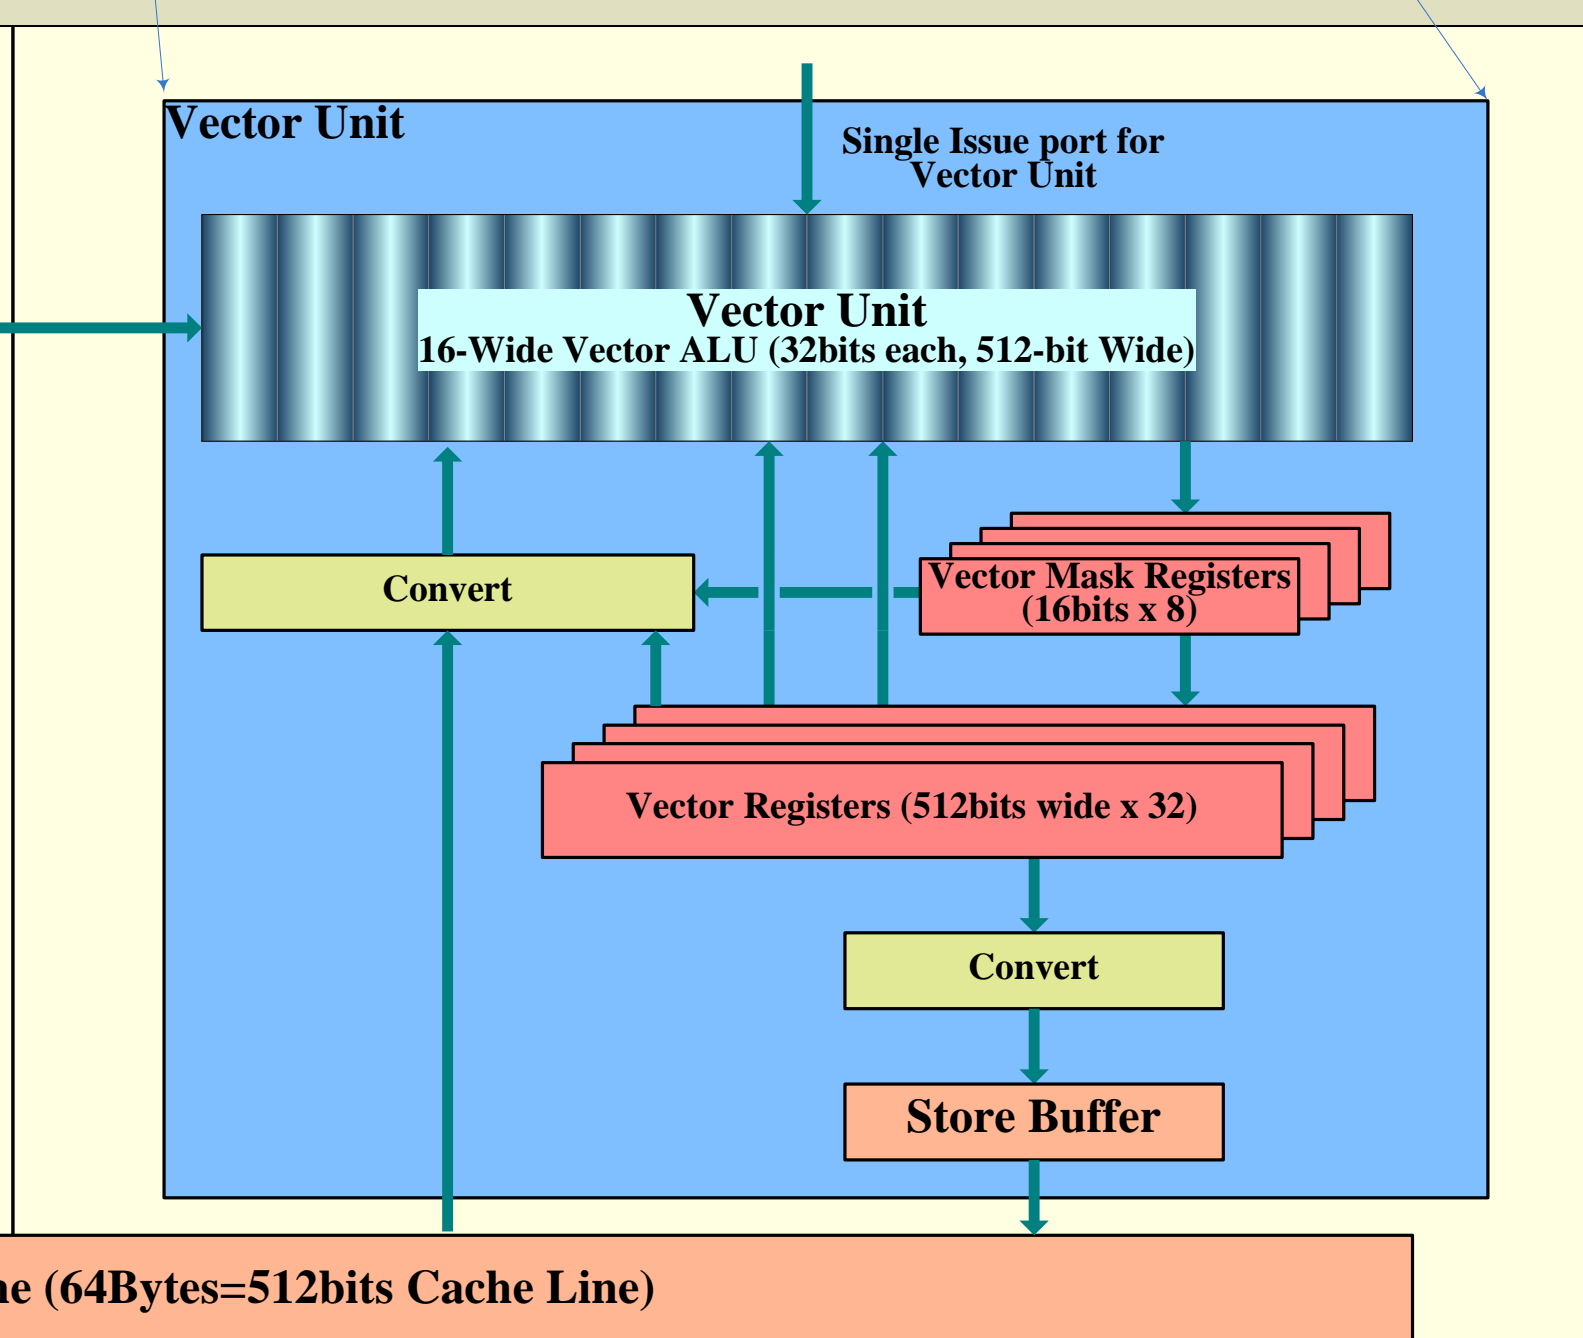 Vector Unit
Single Issue port for
Vector Unit
Vector Unit
16-Wide Vector ALU (32bits each, 512-bit Wide)
Convert
Vector Mask Registers
(16bits x 8)
Vector Registers (512bits wide x 32)
Convert
Store Buffer
(64Bytes=512bits Cache Line)